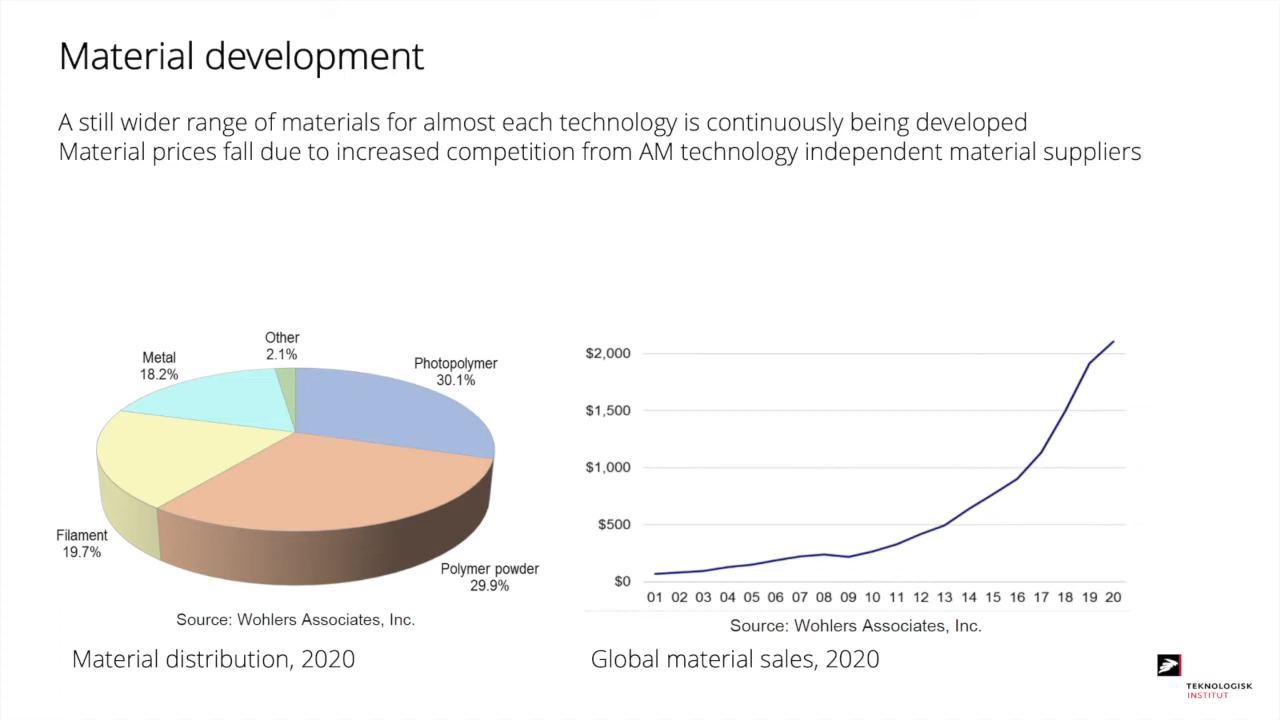 Material development
A still wider range of materials for almost each technology is continuously being developed
Material prices fall due to increased competition from AM technology independent material suppliers
Other
2.1%
Metal
18.2%
Photopolymer
30.1%
Filament
19.7%
Polymer powder
29.9%
Source: Wohlers Associates, Inc.
Material distribution, 2020
$2,000
$1,500
$1,000
$500
$0
01 02 03 04 05 06 07 08 09 10 11 12 13 14 15 16 17 18 19 20
Source: Wohlers Associates, Inc.
Global material sales, 2020
TEKNOLOGISK
INSTITUT